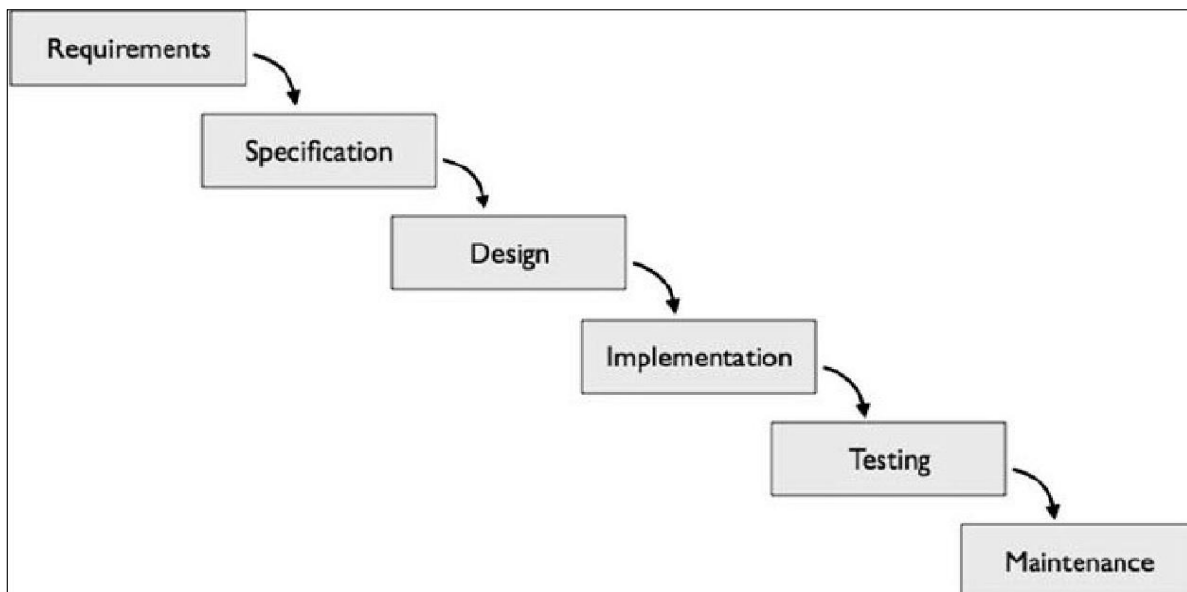 Requirements
Specification
Design
Implementation
Testing
Maintenance